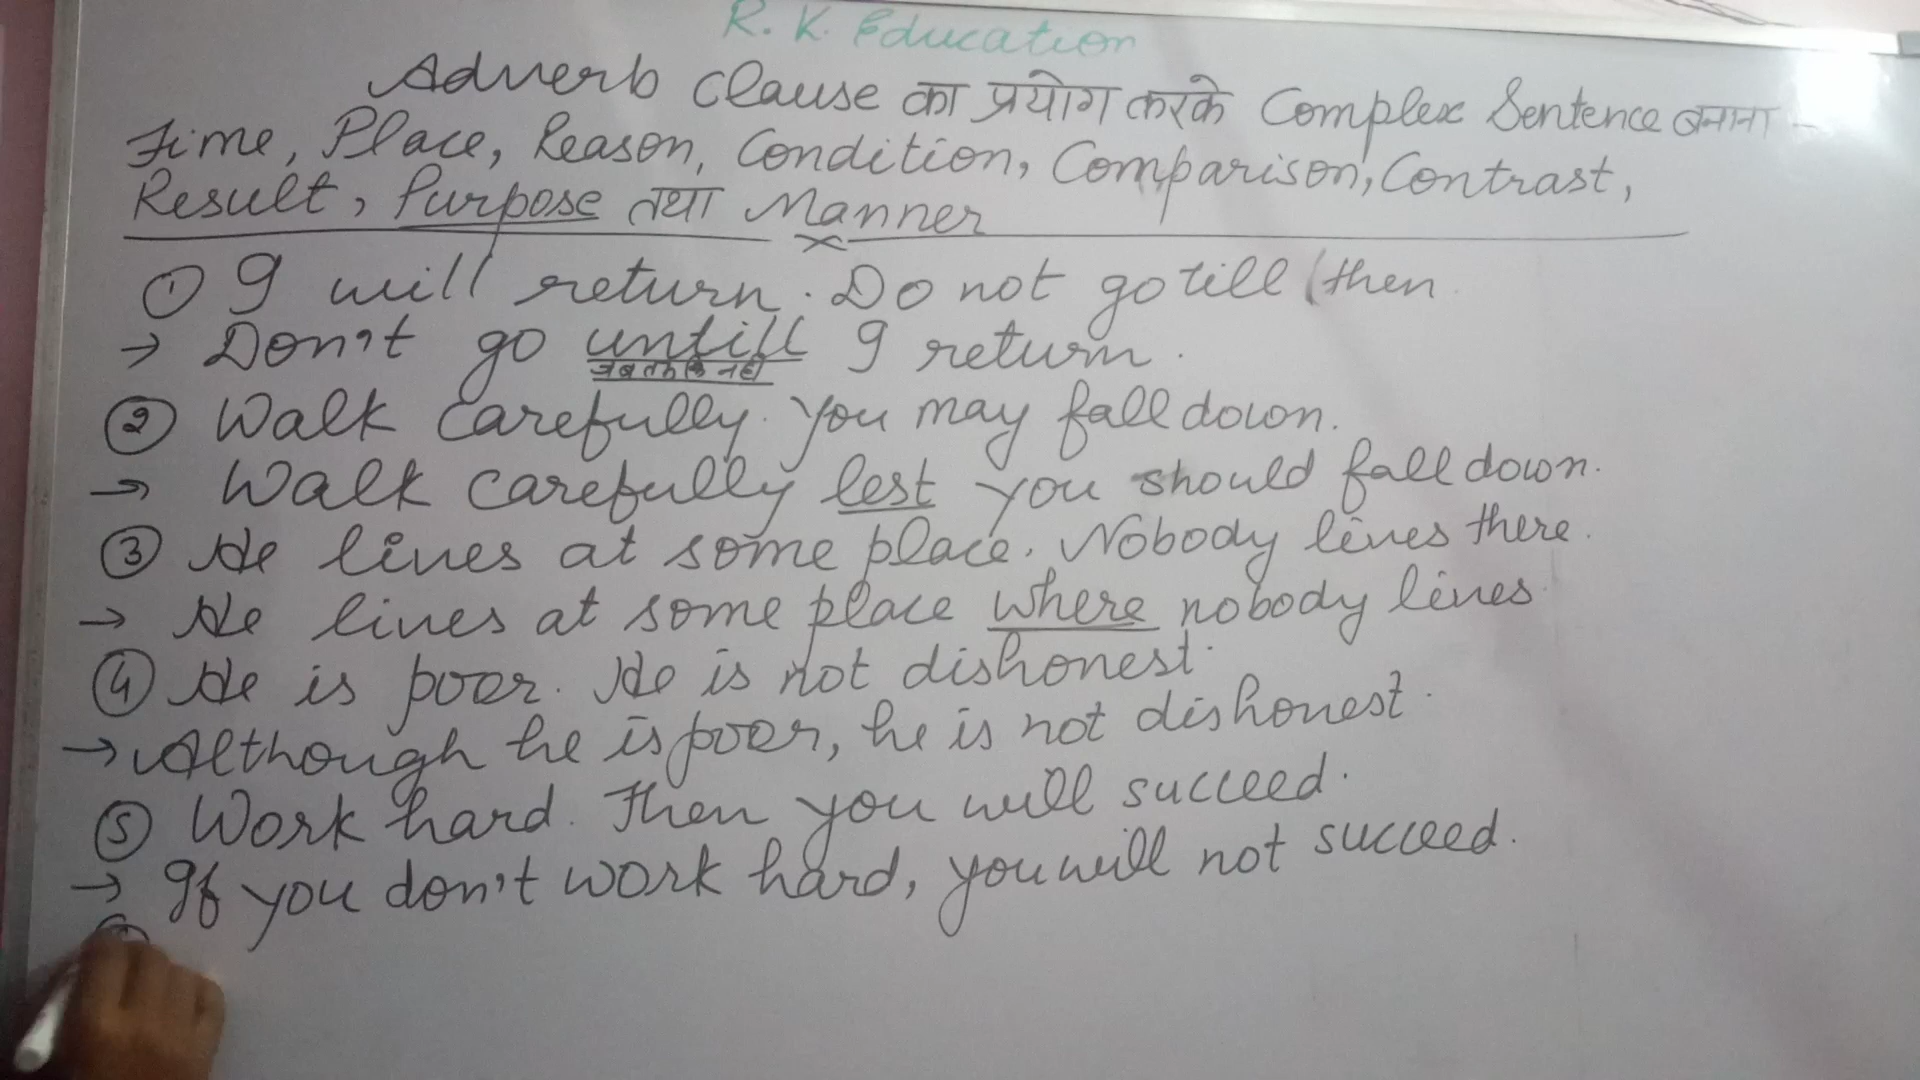 R. K. Education
Adverb Clause का प्रयोग करके Complex Sentence बनाना -
Time, Place, Reason, Condition, Comparison, Contrast,
Result, Purpose तथा Manner
① I will return. Do not go till (then.
→ Don't go untill I return.
जब तक कि नहीं
② Walk carefully. You may fall down.
→ Walk carefully lest you should fall down.
③ He lives at some place. Nobody lives there.
→ He lives at some place where nobody lives.
④ He is poor. He is not dishonest.
→ Although he is poor, he is not dishonest.
⑤ Work hard. Then you will succeed.
→ If you don't work hard, you will not succeed.